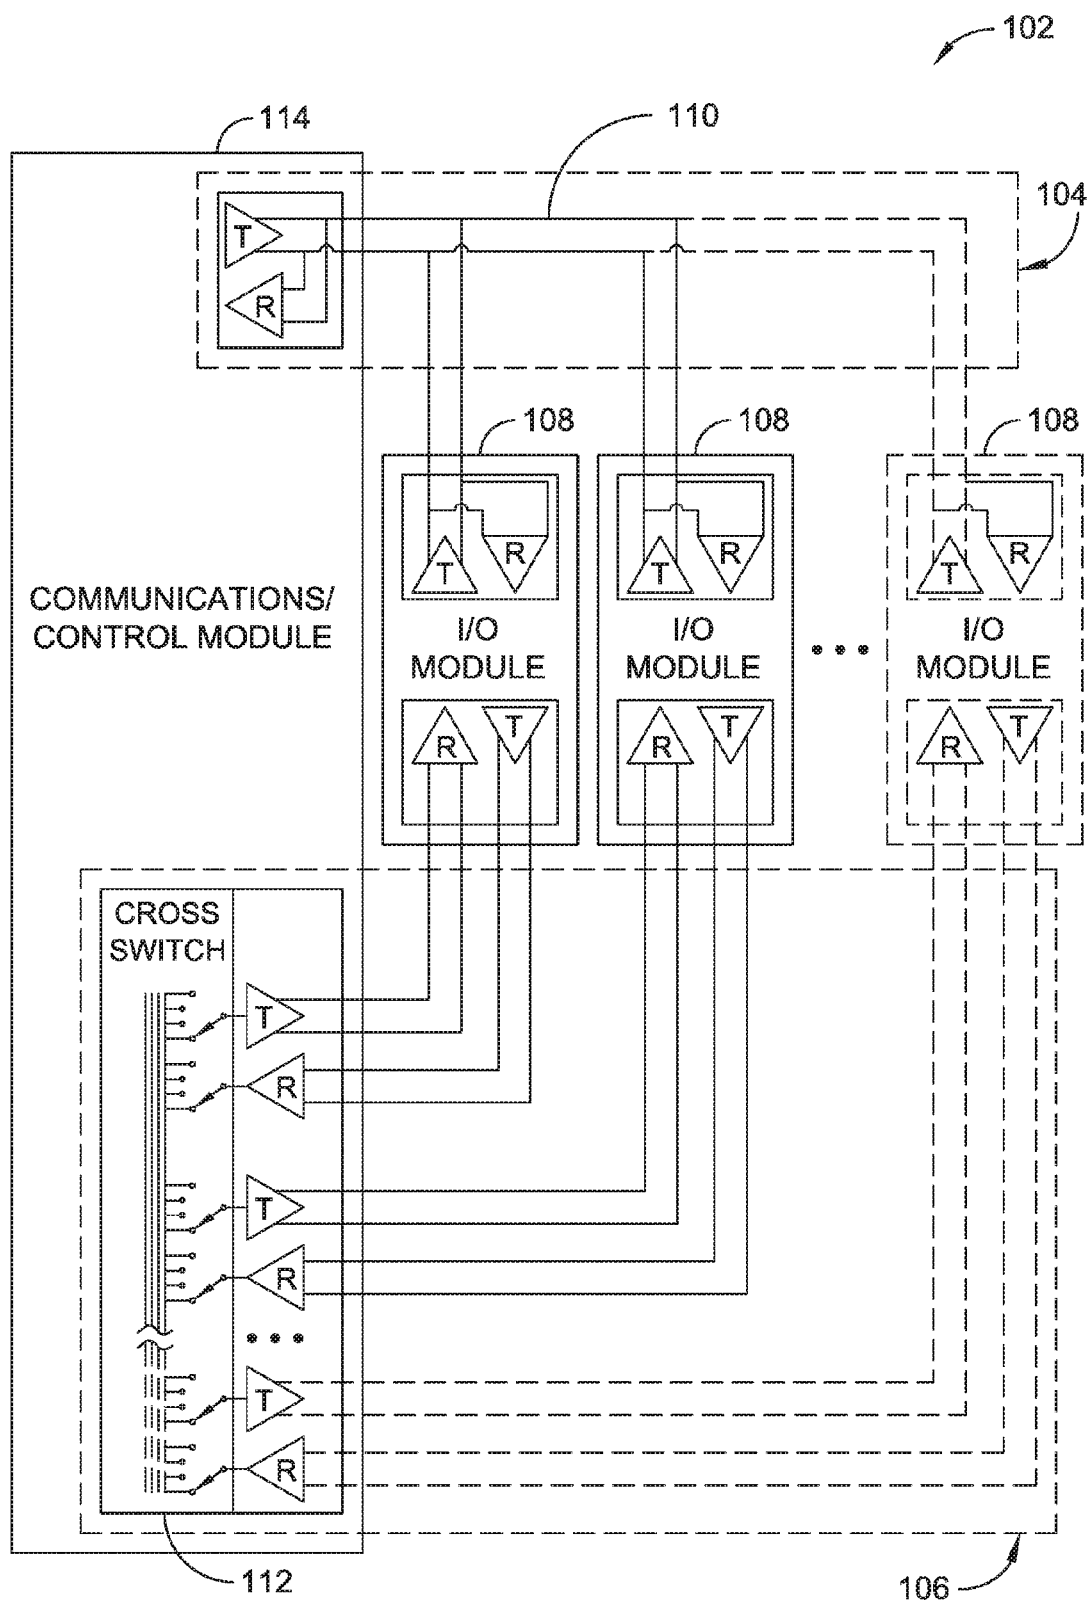 102
114
110
104
T
R
108
108
108
T
R
T
R
T
R
COMMUNICATIONS/
CONTROL MODULE
I/O
MODULE
I/O
MODULE
I/O
MODULE
R
T
R
T
R
T
CROSS
SWITCH
T
R
T
R
T
R
112
106